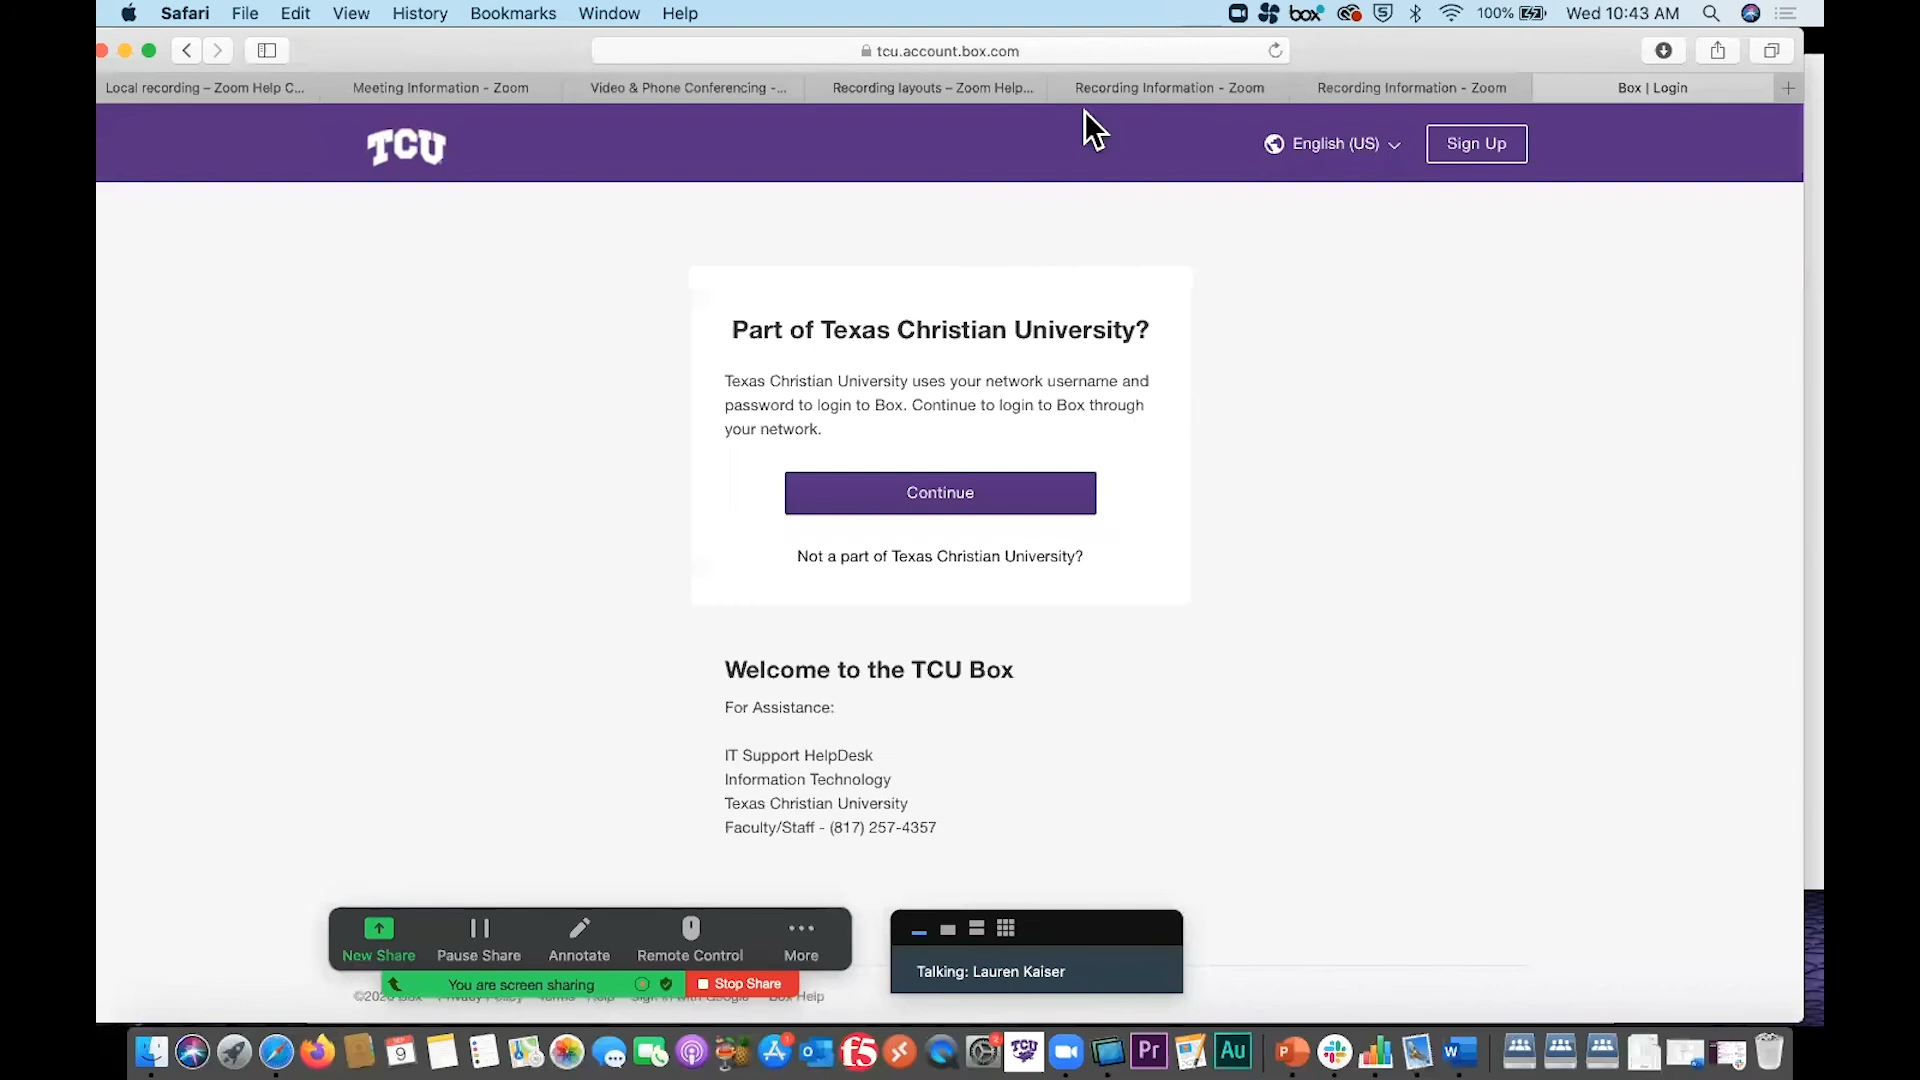 Safari File Edit View History Bookmarks Window Help
box 100% Wed 10:43 AM
tcu.account.box.com
Local recording – Zoom Help C...
Meeting Information - Zoom
Video & Phone Conferencing -...
Recording layouts – Zoom Help...
Recording Information - Zoom
Recording Information - Zoom
Box | Login
TCU
English (US)
Sign Up
Part of Texas Christian University?
Texas Christian University uses your network username and
password to login to Box. Continue to login to Box through
your network.
Continue
Not a part of Texas Christian University?
Welcome to the TCU Box
For Assistance:
IT Support HelpDesk
Information Technology
Texas Christian University
Faculty/Staff - (817) 257-4357
New Share
Pause Share
Annotate
Remote Control
More
You are screen sharing
Stop Share
Talking: Lauren Kaiser
Box Help
9
f5
TCU
Pr
Au